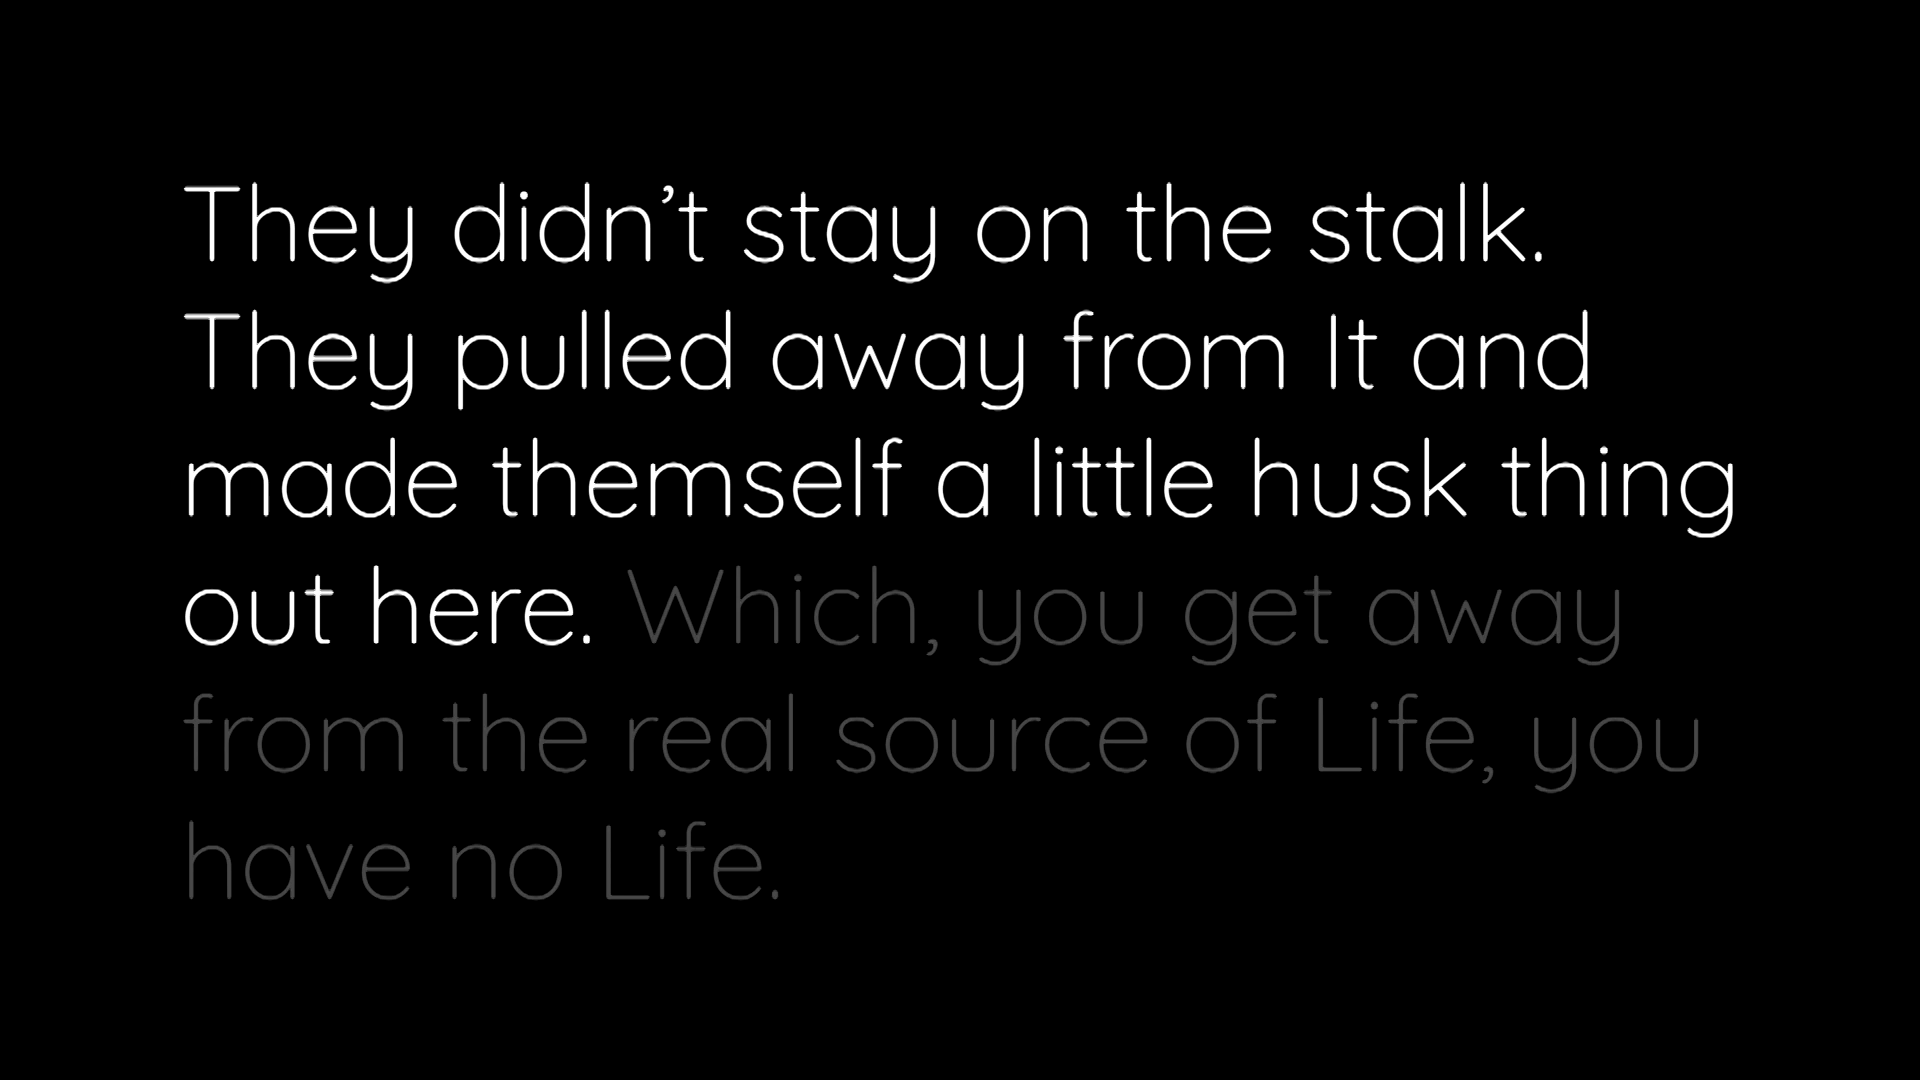 They didn’t stay on the stalk.
They pulled away from It and
made themself a little husk thing
out here. Which, you get away
from the real source of Life, you
have no Life.